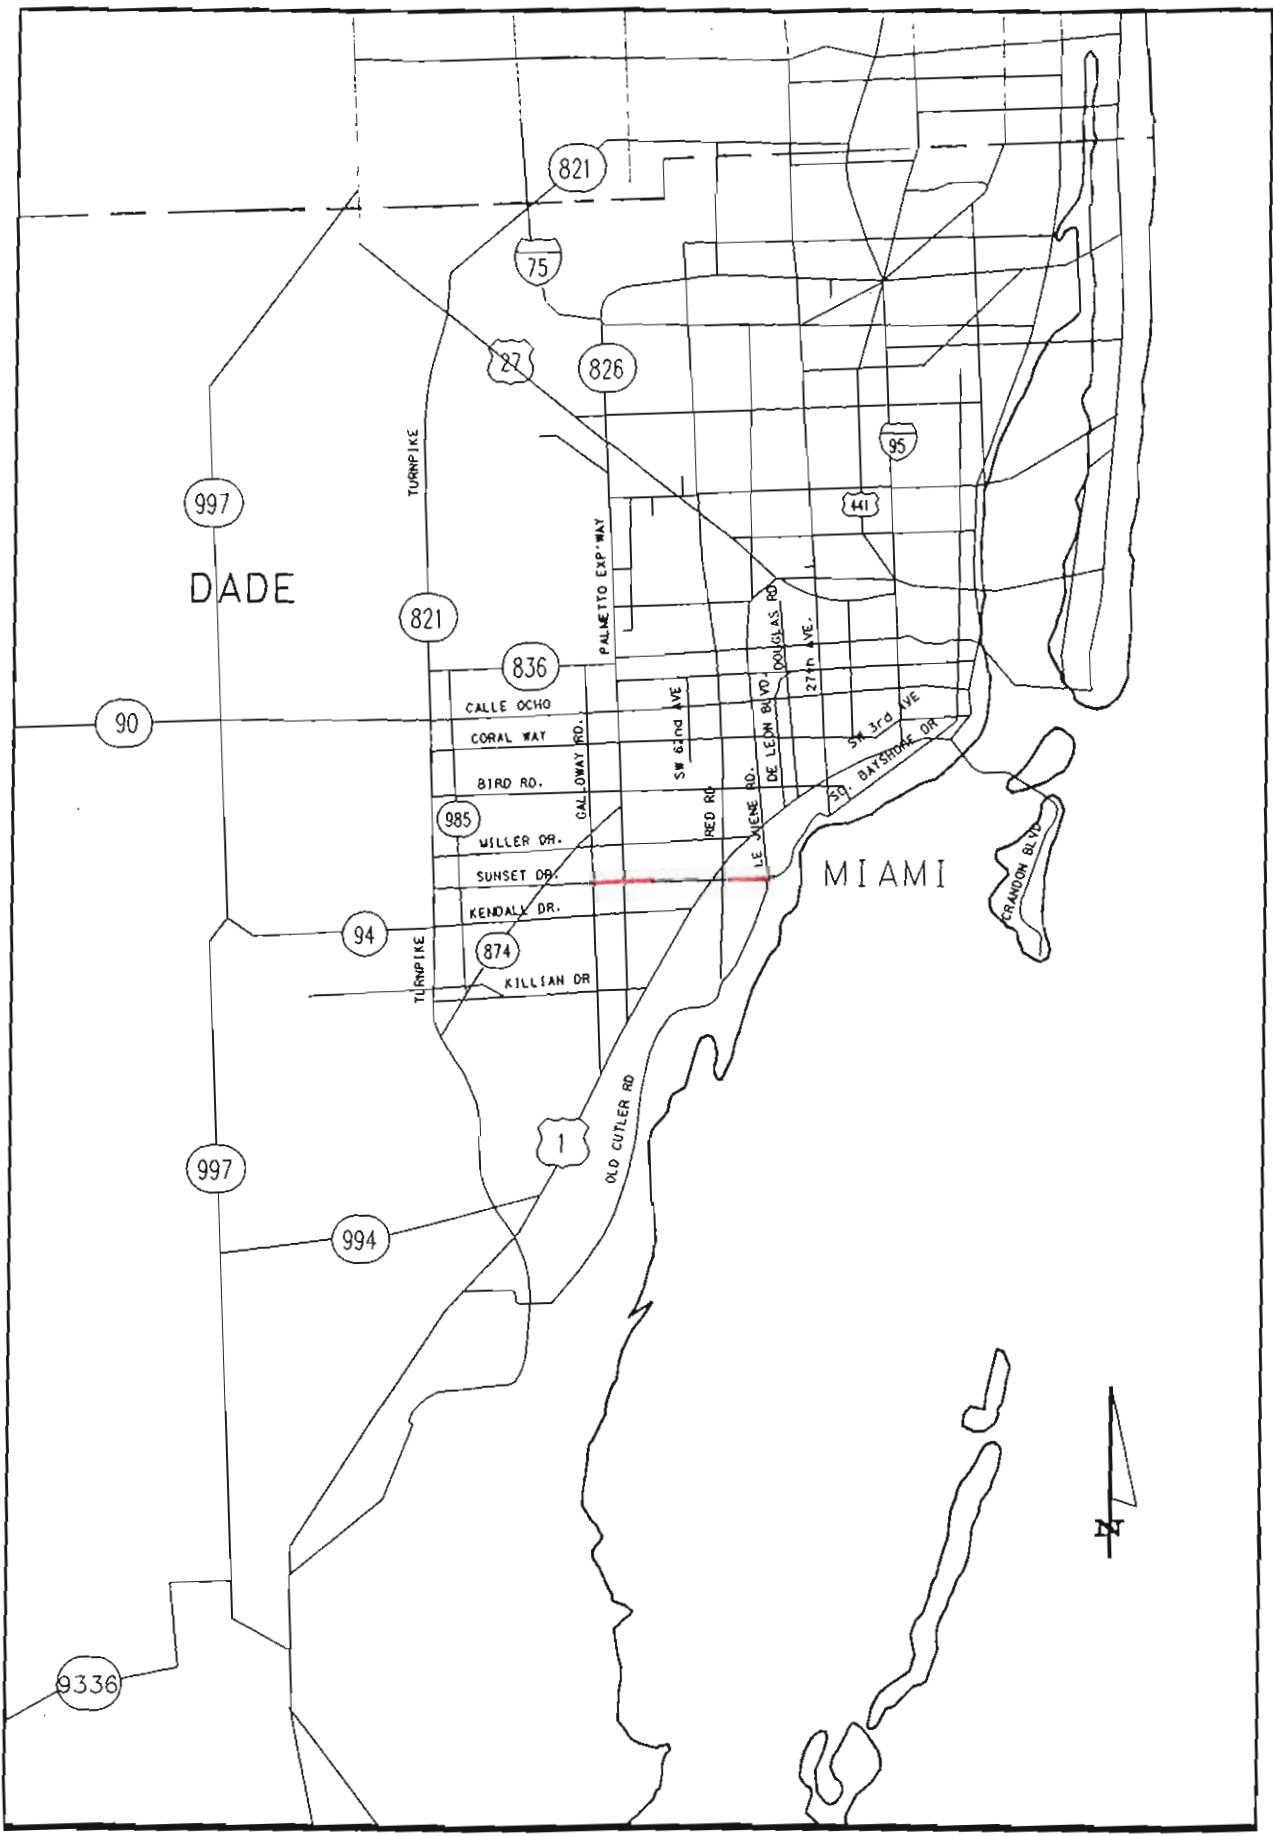 821
75
27
826
95
441
TURNPIKE
997
PALMETTO EXP'WAY
DADE
821
DOUGLAS RD
27th AVE.
836
90
CALLE OCHO
SW 62nd AVE
DE LEON BLVD.
SW 3rd AVE
CORAL WAY
GALLOWAY RD.
SO. BAYSHORE DR
BIRD RD.
RED RD
985
MILLER DR.
CRANDON BLVD
SUNSET DR.
MIAMI
KENDALL DR.
94
874
TURNPIKE
KILLIAN DR
OLD CUTLER RD
1
997
994
N
9336